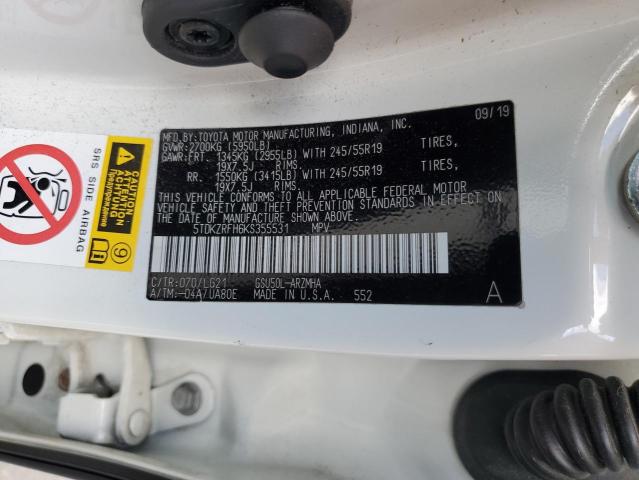 09/19
MFD.BY:TOYOTA MOTOR MANUFACTURING, INDIANA, INC.
GVWR:2700KG (5950LB)
GAWR:FRT. 1345KG (2955LB) WITH 245/55R19 TIRES,
19X7.5J RIMS.
RR. 1550KG (3415LB) WITH 245/55R19 TIRES,
19X7.5J RIMS.
THIS VEHICLE CONFORMS TO ALL APPLICABLE FEDERAL MOTOR
VEHICLE SAFETY AND THEFT PREVENTION STANDARDS IN EFFECT ON
THE DATE OF MANUFACTURE SHOWN ABOVE.
5TDKZRFH6KS355531 MPV
C/TR:070/LG21 GSU50L-ARZMHA
A/TM:-04A/UA80E MADE IN U.S.A. 552 A
SRS SIDE AIRBAG
ATTENTION
ACHTUNG
9